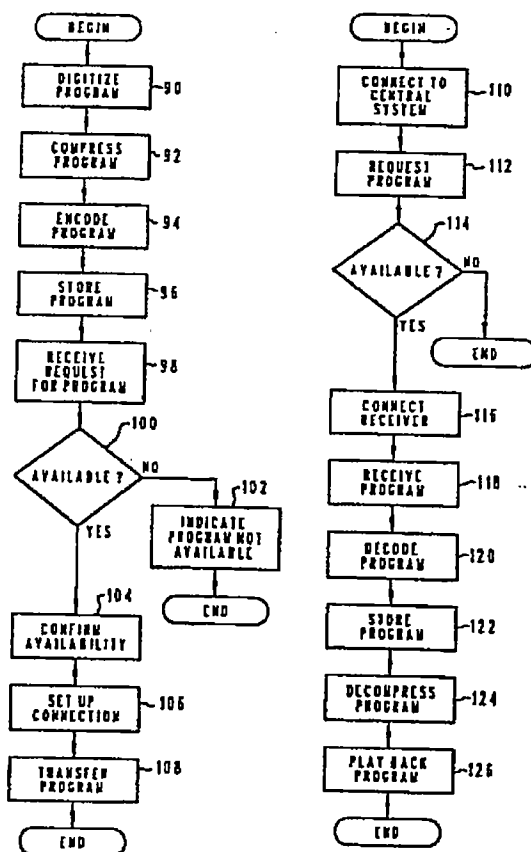 BEGIN
DIGITIZE
PROGRAM
90
COMPRESS
PROGRAM
92
ENCODE
PROGRAM
94
STORE
PROGRAM
96
RECEIVE
REQUEST
FOR PROGRAM
98
100
AVAILABLE ?
NO
YES
102
INDICATE
PROGRAM NOT
AVAILABLE
END
104
CONFIRM
AVAILABILITY
SET UP
CONNECTION
106
TRANSFER
PROGRAM
108
END
BEGIN
CONNECT TO
CENTRAL
SYSTEM
110
REQUEST
PROGRAM
112
114
AVAILABLE ?
NO
YES
END
CONNECT
RECEIVER
116
RECEIVE
PROGRAM
118
DECODE
PROGRAM
120
STORE
PROGRAM
122
DECOMPRESS
PROGRAM
124
PLAY BACK
PROGRAM
126
END